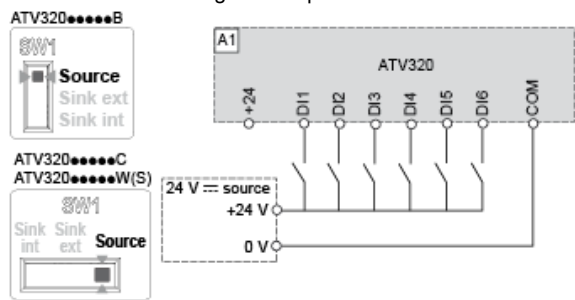 ATV320●●●●●B
SW1
Source
Sink ext
Sink int
ATV320●●●●●C
ATV320●●●●●W(S)
SW1
Sink int
Sink ext
Source
A1
ATV320
+24
DI1
DI2
DI3
DI4
DI5
DI6
COM
24 V ⎓ source
+24 V
0 V